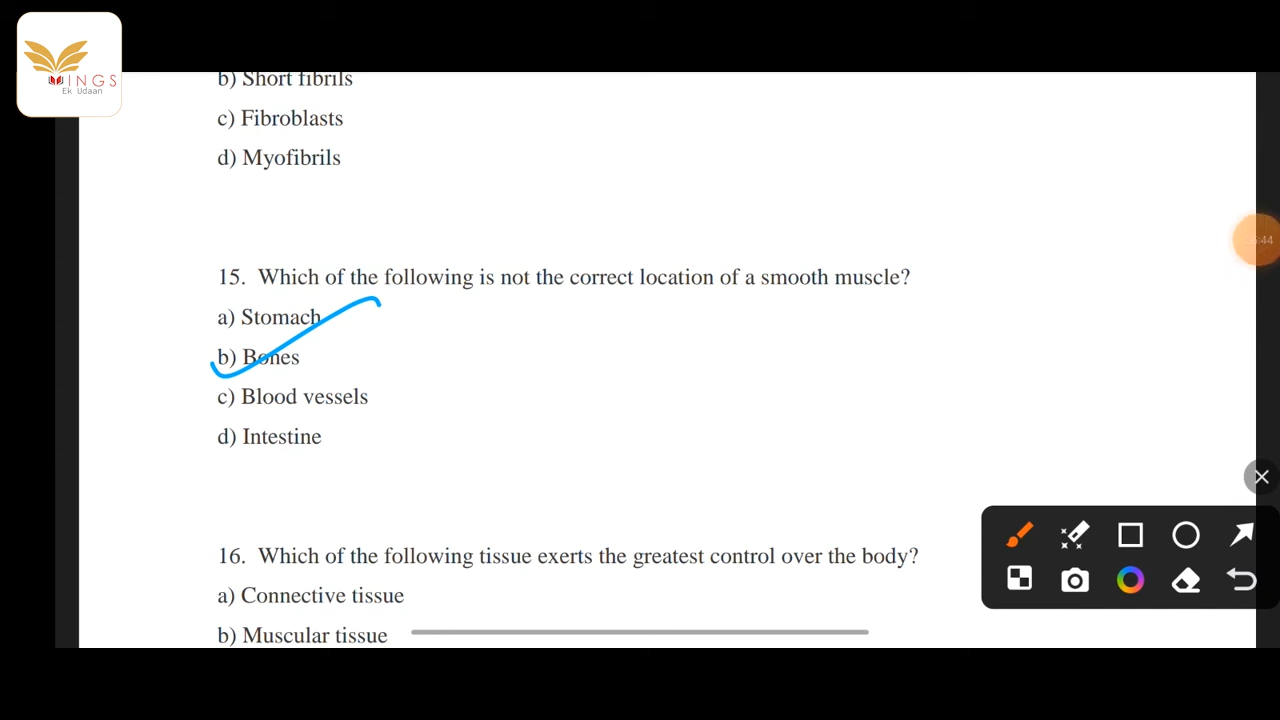 WINGS
Ek Udaan
b) Short fibrils
c) Fibroblasts
d) Myofibrils
15. Which of the following is not the correct location of a smooth muscle?
a) Stomach
b) Bones
c) Blood vessels
d) Intestine
16. Which of the following tissue exerts the greatest control over the body?
a) Connective tissue
b) Muscular tissue